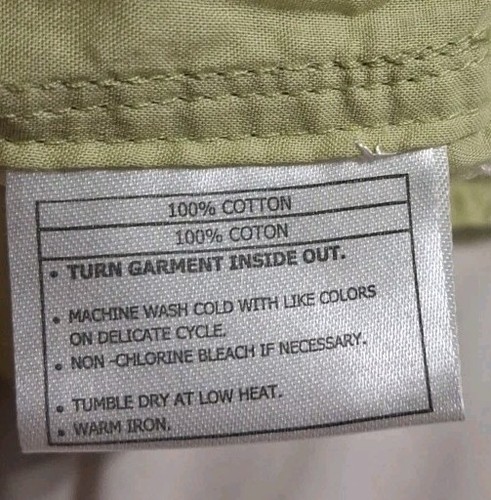 100% COTTON
100% COTON
• TURN GARMENT INSIDE OUT.
• MACHINE WASH COLD WITH LIKE COLORS
ON DELICATE CYCLE.
• NON -CHLORINE BLEACH IF NECESSARY.
• TUMBLE DRY AT LOW HEAT.
• WARM IRON.